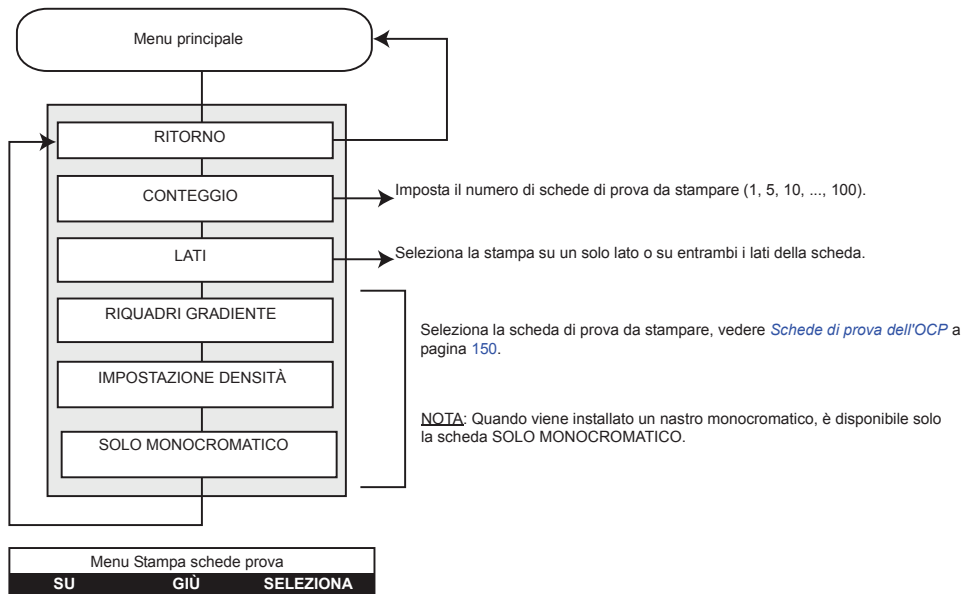 Menu principale
RITORNO
CONTEGGIO
Imposta il numero di schede di prova da stampare (1, 5, 10, ..., 100).
LATI
Seleziona la stampa su un solo lato o su entrambi i lati della scheda.
RIQUADRI GRADIENTE
Seleziona la scheda di prova da stampare, vedere Schede di prova dell'OCP a
pagina 150.
IMPOSTAZIONE DENSITÀ
NOTA: Quando viene installato un nastro monocromatico, è disponibile solo
la scheda SOLO MONOCROMATICO.
SOLO MONOCROMATICO
Menu Stampa schede prova
SU GIÙ SELEZIONA